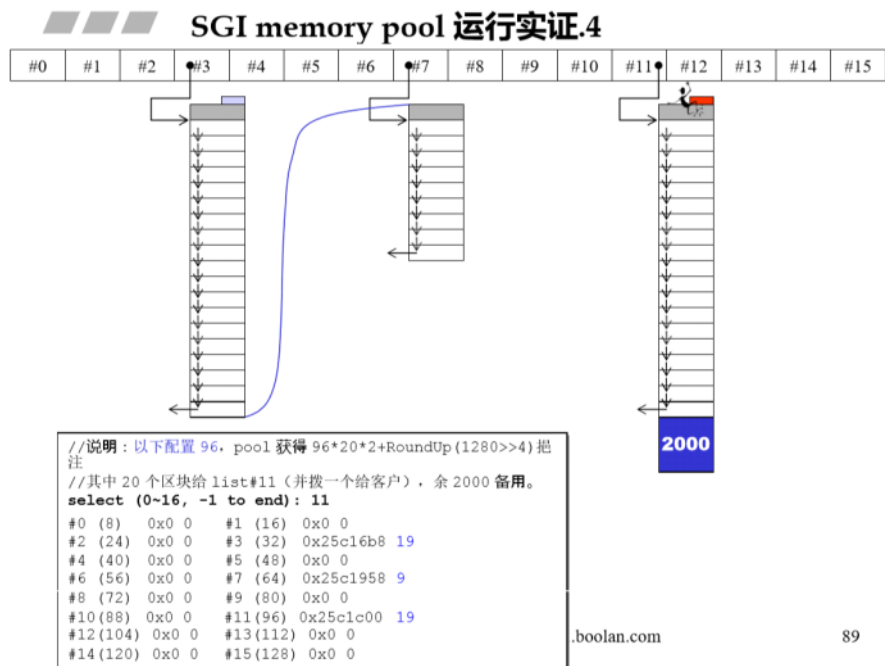 SGI memory pool 运行实证.4
#0 #1 #2 #3 #4 #5 #6 #7 #8 #9 #10 #11 #12 #13 #14 #15
2000
//说明：以下配置 96，pool 获得 96*20*2+RoundUp(1280>>4)挹
注
//其中 20 个区块给 list#11（并拨一个给客户），余 2000 备用。
select (0~16, -1 to end): 11
#0 (8) 0x0 0 #1 (16) 0x0 0
#2 (24) 0x0 0 #3 (32) 0x25c16b8 19
#4 (40) 0x0 0 #5 (48) 0x0 0
#6 (56) 0x0 0 #7 (64) 0x25c1958 9
#8 (72) 0x0 0 #9 (80) 0x0 0
#10(88) 0x0 0 #11(96) 0x25c1c00 19
#12(104) 0x0 0 #13(112) 0x0 0
#14(120) 0x0 0 #15(128) 0x0 0
.boolan.com
89